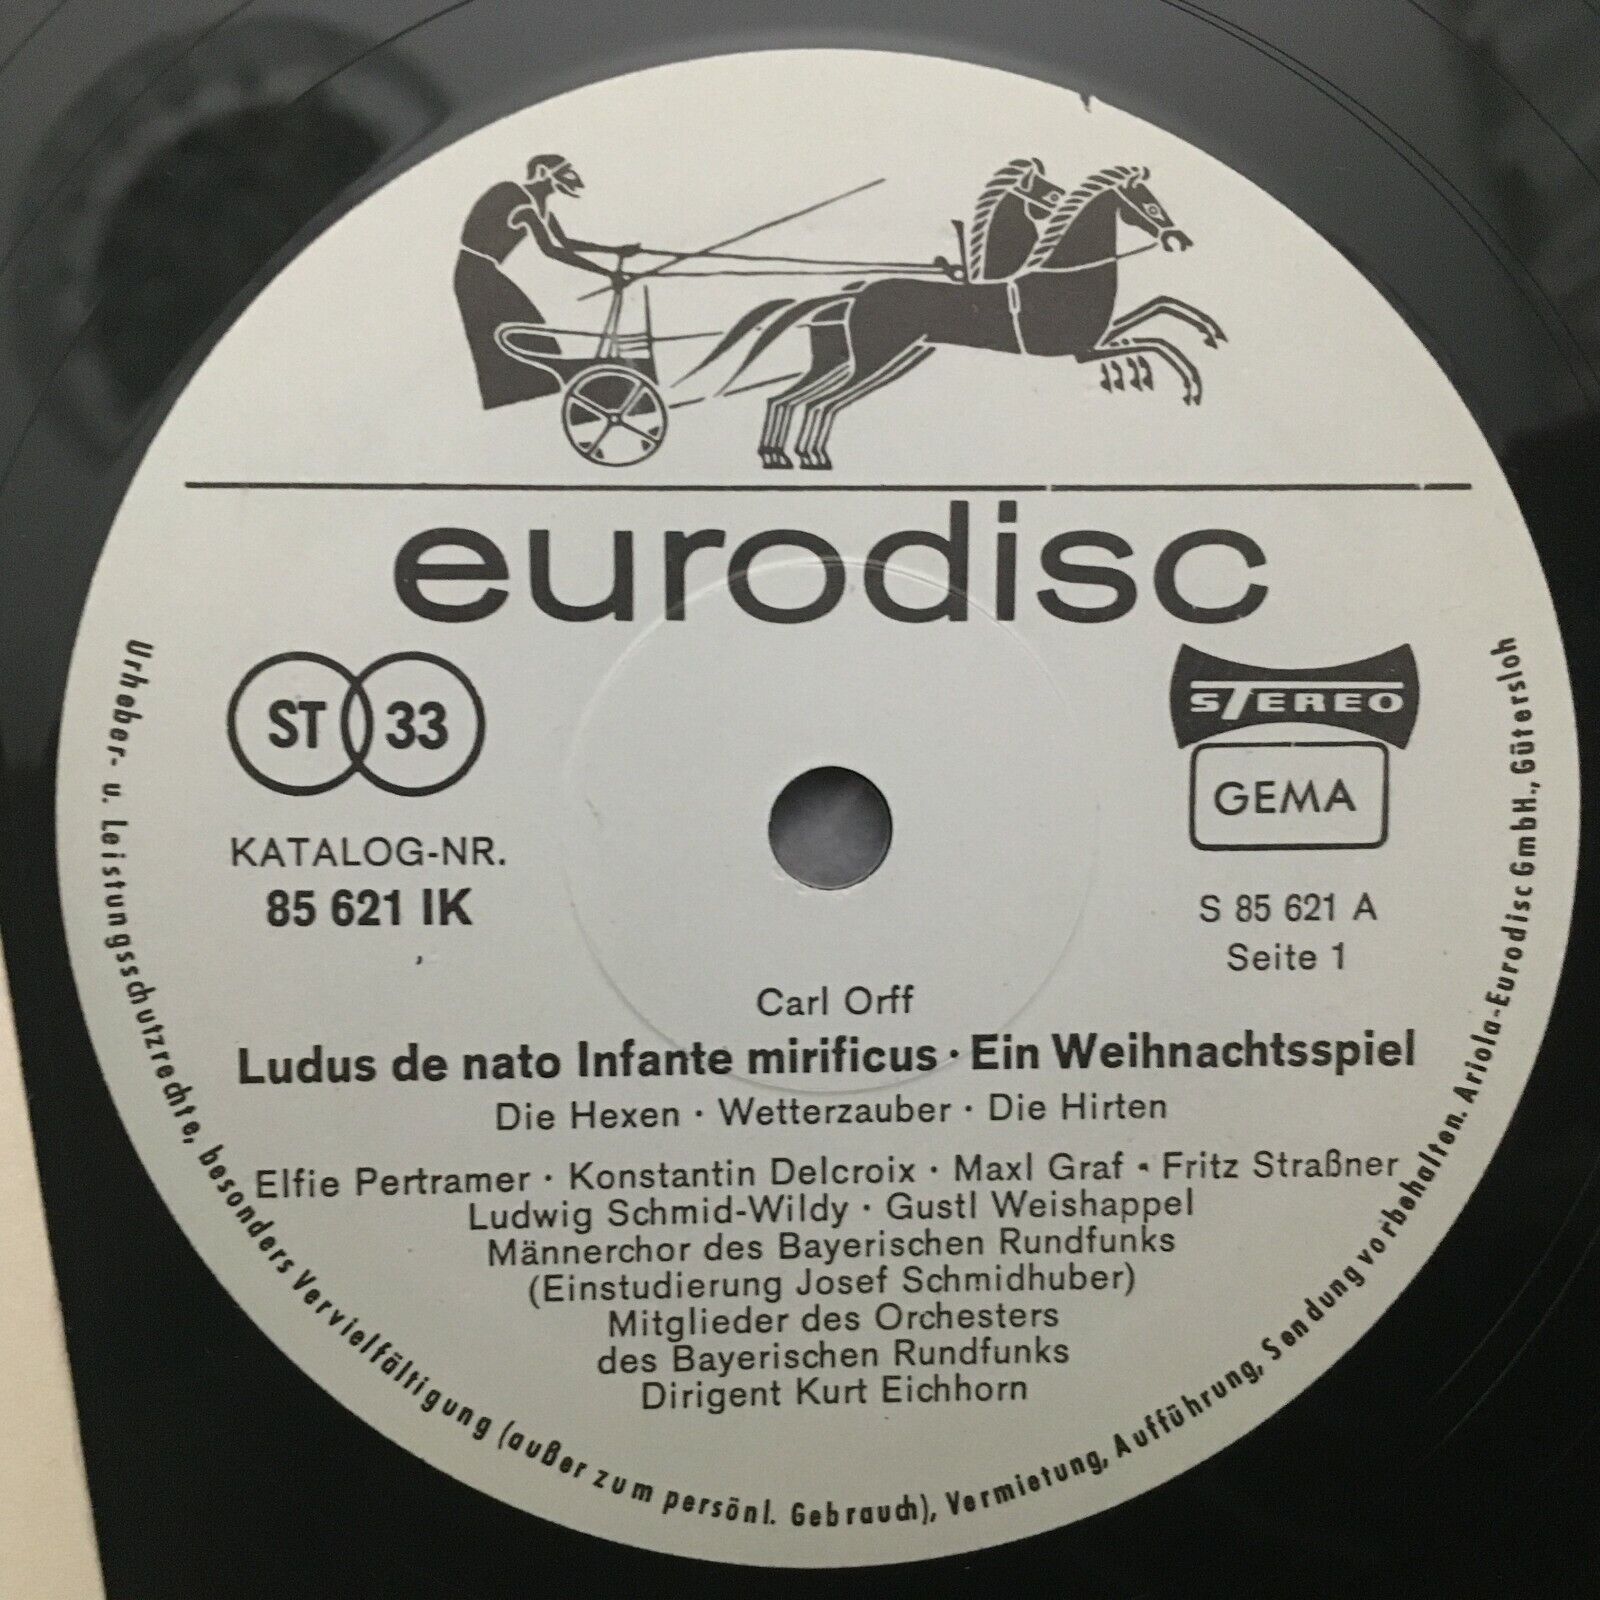 eurodisc
ST 33
STEREO
GEMA
KATALOG-NR.
85 621 IK
S 85 621 A
Seite 1
Carl Orff
Ludus de nato Infante mirificus · Ein Weihnachtsspiel
Die Hexen · Wetterzauber · Die Hirten
Elfie Pertramer · Konstantin Delcroix · Maxl Graf · Fritz Straßner
Ludwig Schmid-Wildy · Gustl Weishappel
Männerchor des Bayerischen Rundfunks
(Einstudierung Josef Schmidhuber)
Mitglieder des Orchesters
des Bayerischen Rundfunks
Dirigent Kurt Eichhorn
Urheber- u. Leistungsschutzrechte, besonders Vervielfältigung (außer zum persönl. Gebrauch), Vermietung, Aufführung, Sendung vorbehalten. Ariola-Eurodisc GmbH., Gütersloh